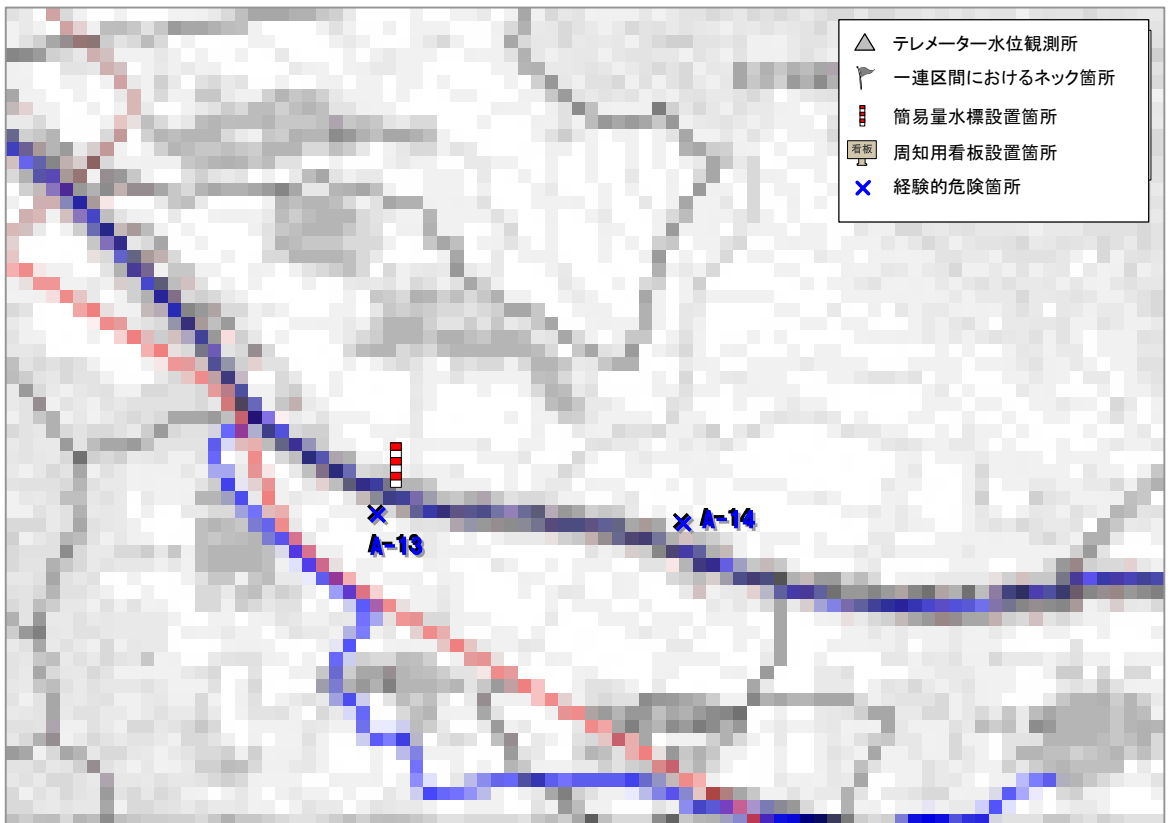 テレメーター水位観測所
一連区間におけるネック箇所
簡易量水標設置箇所
看板
周知用看板設置箇所
経験的危険箇所
A-14
A-13